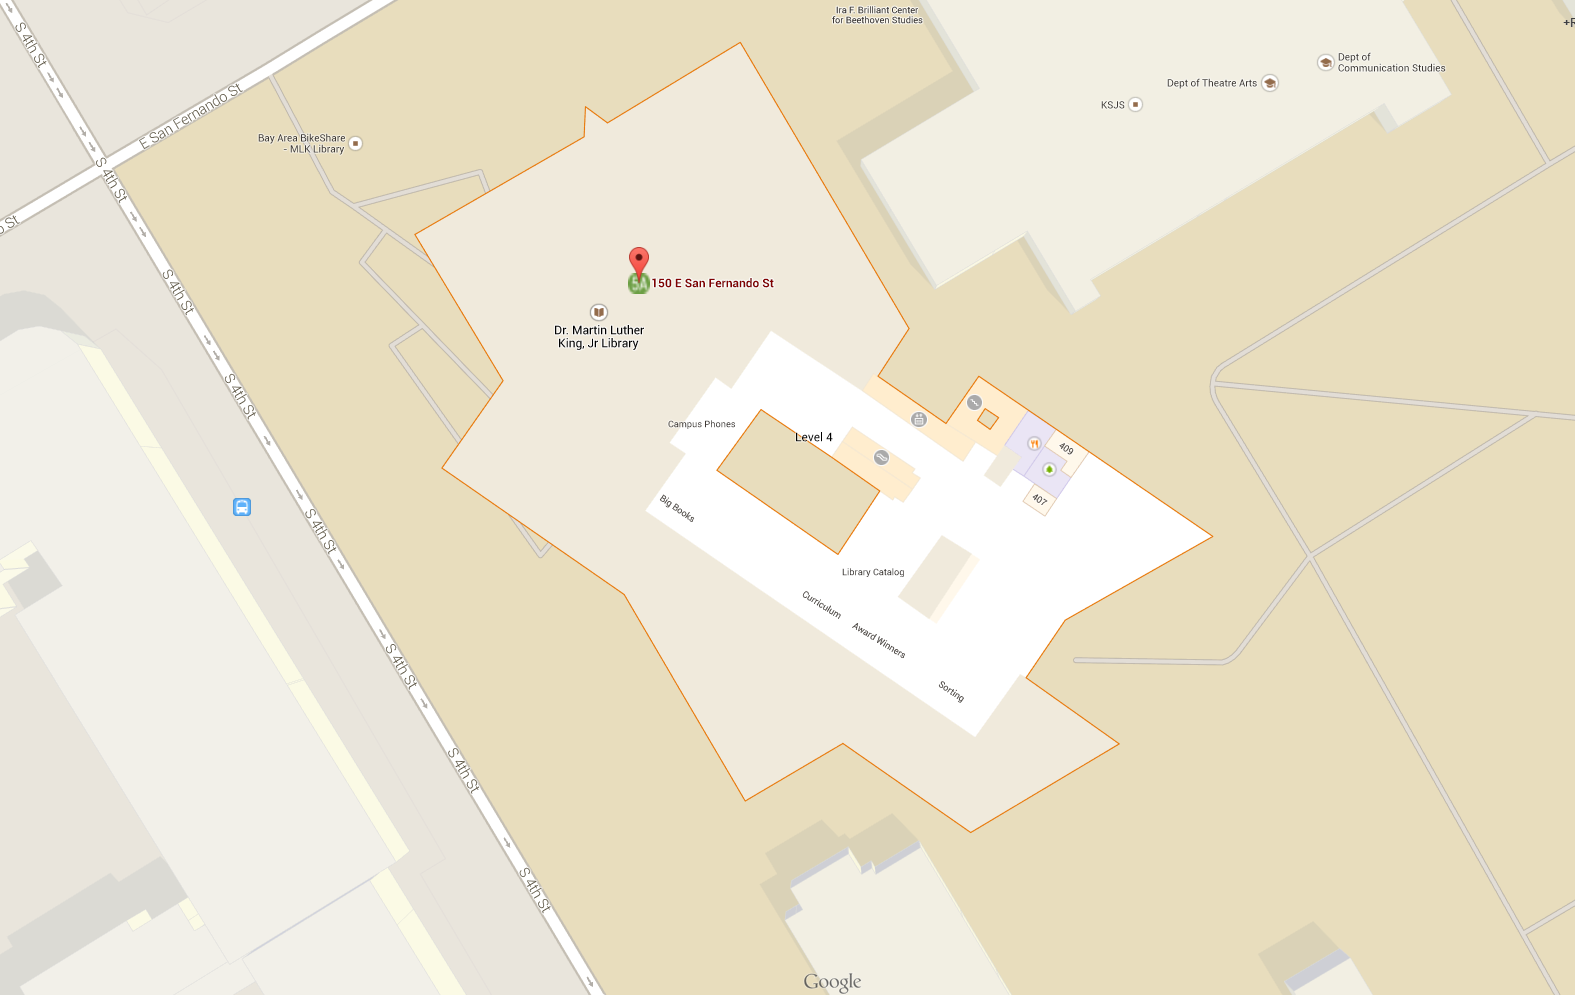 Ira F. Brilliant Center
for Beethoven Studies
S 4th St
Dept of
Communication Studies
Dept of Theatre Arts
KSJS
E San Fernando St
Bay Area BikeShare
- MLK Library
S 4th St
o St
S 4th St
150 E San Fernando St
Dr. Martin Luther
King, Jr Library
S 4th St
Campus Phones
Level 4
409
407
Big Books
S 4th St
Library Catalog
Curriculum
Award Winners
S 4th St
Sorting
S 4th St
S 4th St
Google